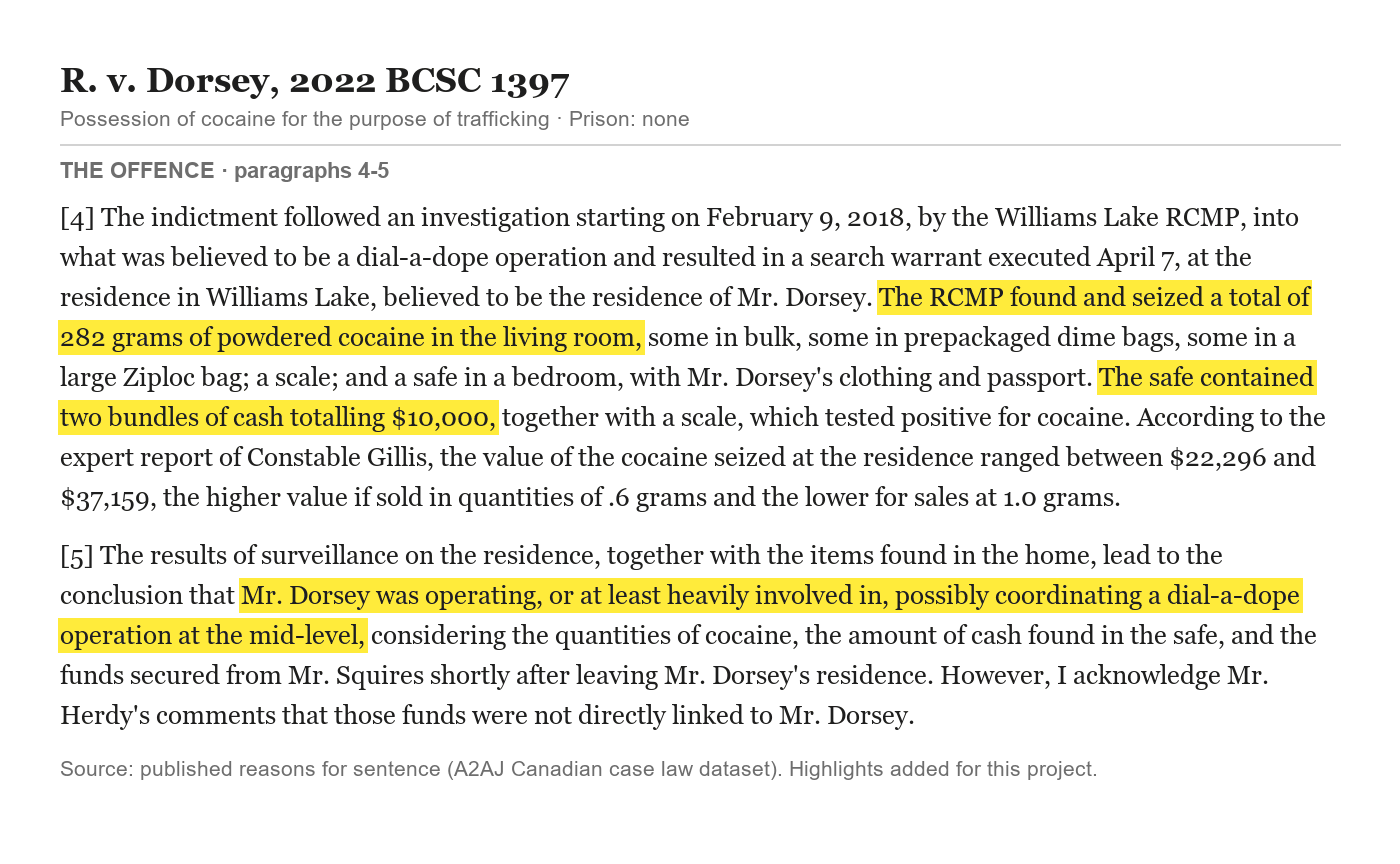 R. v. Dorsey, 2022 BCSC 1397
Possession of cocaine for the purpose of trafficking · Prison: none
THE OFFENCE · paragraphs 4-5
[4] The indictment followed an investigation starting on February 9, 2018, by the Williams Lake RCMP, into
what was believed to be a dial-a-dope operation and resulted in a search warrant executed April 7, at the
residence in Williams Lake, believed to be the residence of Mr. Dorsey. The RCMP found and seized a total of
282 grams of powdered cocaine in the living room, some in bulk, some in prepackaged dime bags, some in a
large Ziploc bag; a scale; and a safe in a bedroom, with Mr. Dorsey's clothing and passport. The safe contained
two bundles of cash totalling $10,000, together with a scale, which tested positive for cocaine. According to the
expert report of Constable Gillis, the value of the cocaine seized at the residence ranged between $22,296 and
$37,159, the higher value if sold in quantities of .6 grams and the lower for sales at 1.0 grams.
[5] The results of surveillance on the residence, together with the items found in the home, lead to the
conclusion that Mr. Dorsey was operating, or at least heavily involved in, possibly coordinating a dial-a-dope
operation at the mid-level, considering the quantities of cocaine, the amount of cash found in the safe, and the
funds secured from Mr. Squires shortly after leaving Mr. Dorsey's residence. However, I acknowledge Mr.
Herdy's comments that those funds were not directly linked to Mr. Dorsey.
Source: published reasons for sentence (A2AJ Canadian case law dataset). Highlights added for this project.